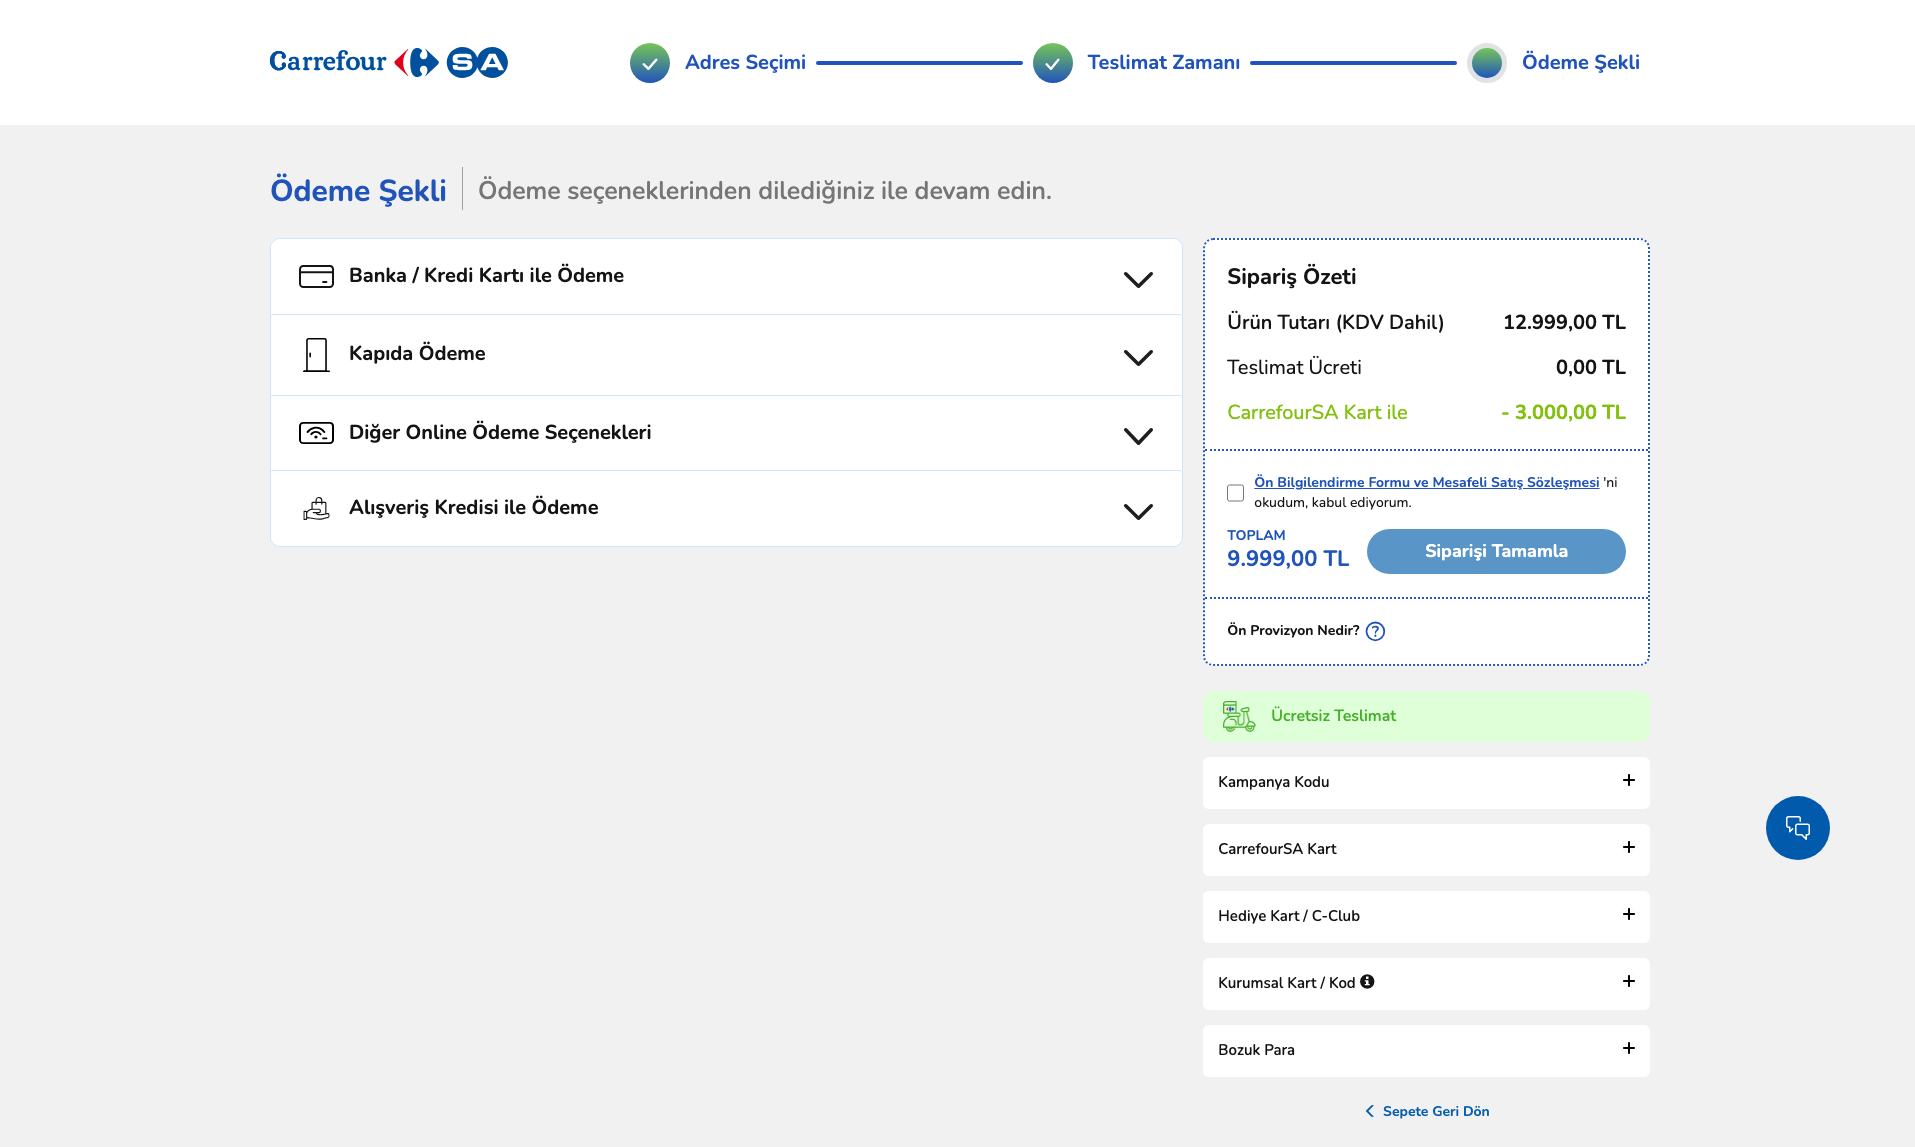 Carrefour SA
Adres Seçimi
Teslimat Zamanı
Ödeme Şekli
Ödeme Şekli
Ödeme seçeneklerinden dilediğiniz ile devam edin.
Banka / Kredi Kartı ile Ödeme
Kapıda Ödeme
Diğer Online Ödeme Seçenekleri
Alışveriş Kredisi ile Ödeme
Sipariş Özeti
Ürün Tutarı (KDV Dahil) 12.999,00 TL
Teslimat Ücreti 0,00 TL
CarrefourSA Kart ile - 3.000,00 TL
Ön Bilgilendirme Formu ve Mesafeli Satış Sözleşmesi 'ni
okudum, kabul ediyorum.
TOPLAM
9.999,00 TL
Siparişi Tamamla
Ön Provizyon Nedir? ?
Ücretsiz Teslimat
Kampanya Kodu +
CarrefourSA Kart +
Hediye Kart / C-Club +
Kurumsal Kart / Kod +
Bozuk Para +
Sepete Geri Dön